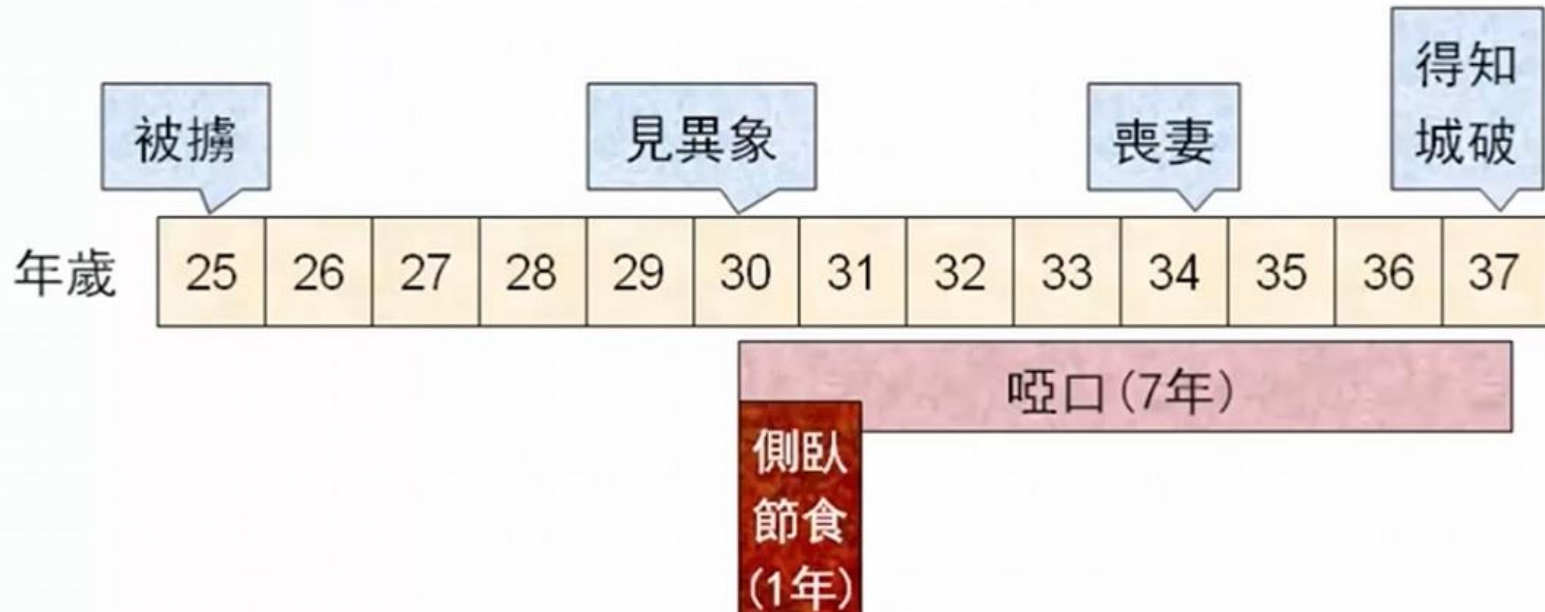 被擄
見異象
喪妻
得知
城破
年歲 25 26 27 28 29 30 31 32 33 34 35 36 37
啞口(7年)
側臥
節食
(1年)